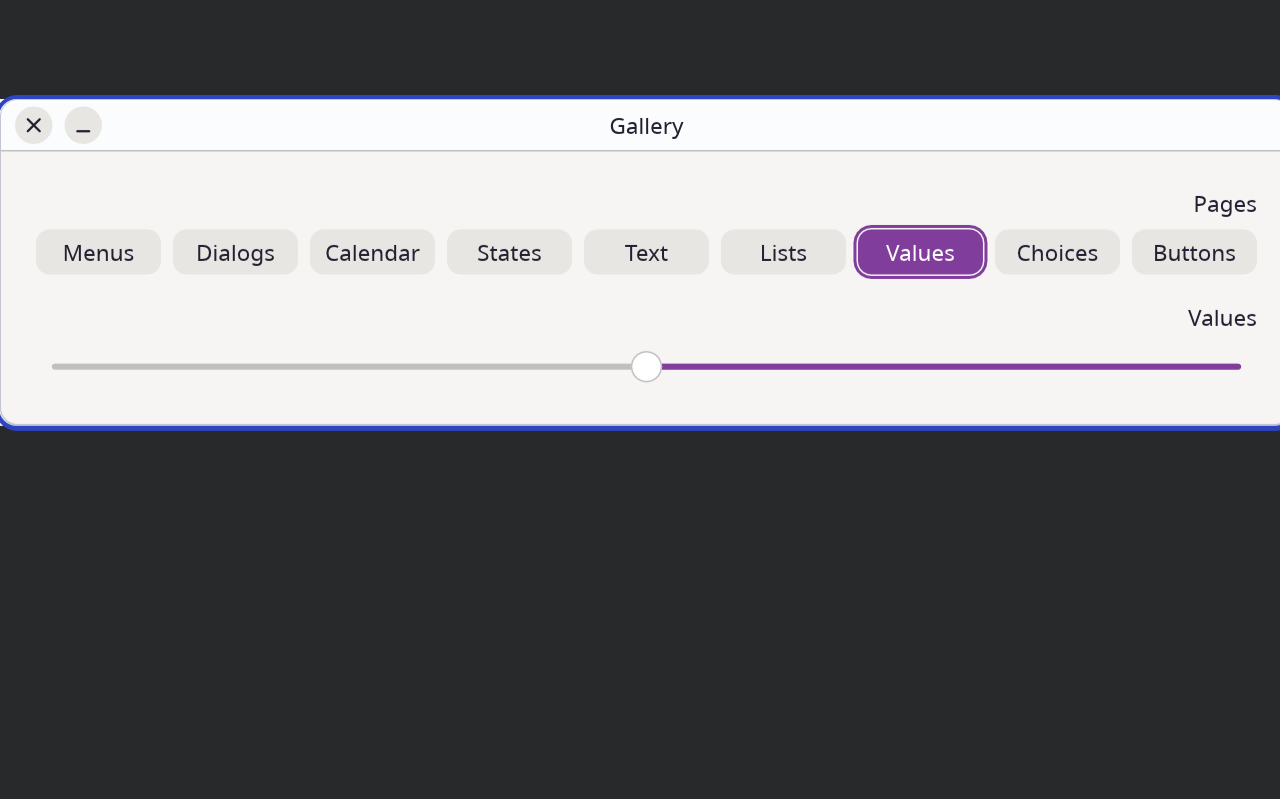 Gallery
Pages
Menus Dialogs Calendar States Text Lists Values Choices Buttons
Values